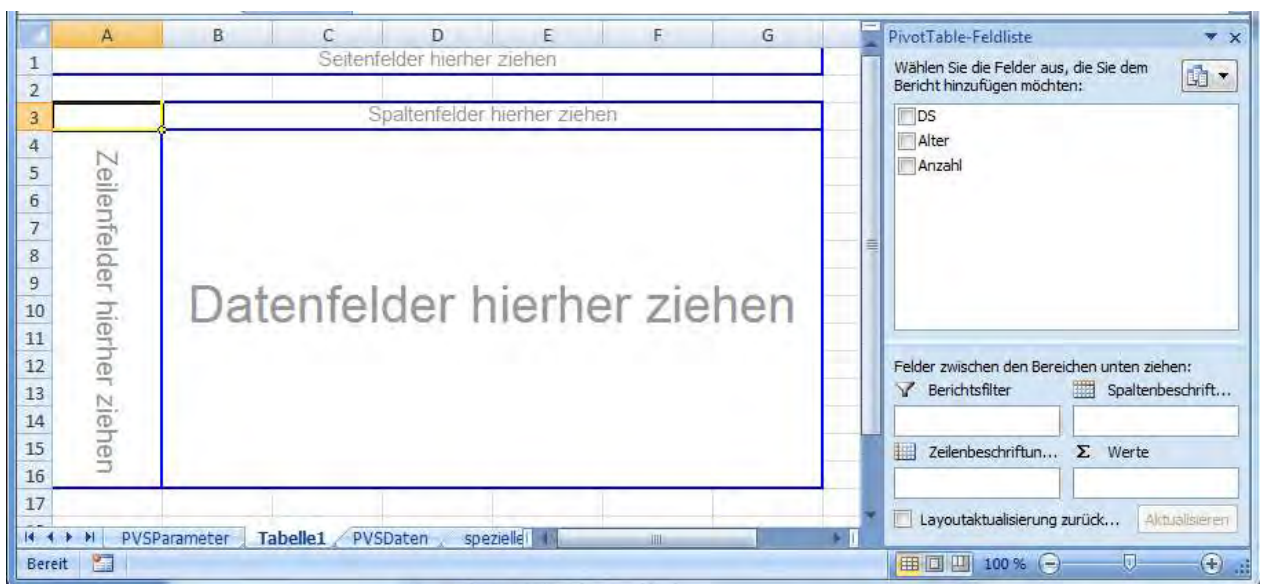 A B C D E F G
1 Seitenfelder hierher ziehen
2
3 Spaltenfelder hierher ziehen
4
5
6
7
8
9
10
11
12
13
14
15
16
17
Zeilenfelder hierher ziehen
Datenfelder hierher ziehen
PVSParameter Tabelle1 PVSDaten spezielle
Bereit
PivotTable-Feldliste
Wählen Sie die Felder aus, die Sie dem
Bericht hinzufügen möchten:
DS
Alter
Anzahl
Felder zwischen den Bereichen unten ziehen:
Berichtsfilter Spaltenbeschrift...
Zeilenbeschriftun... Σ Werte
Layoutaktualisierung zurück... Aktualisieren
100 %